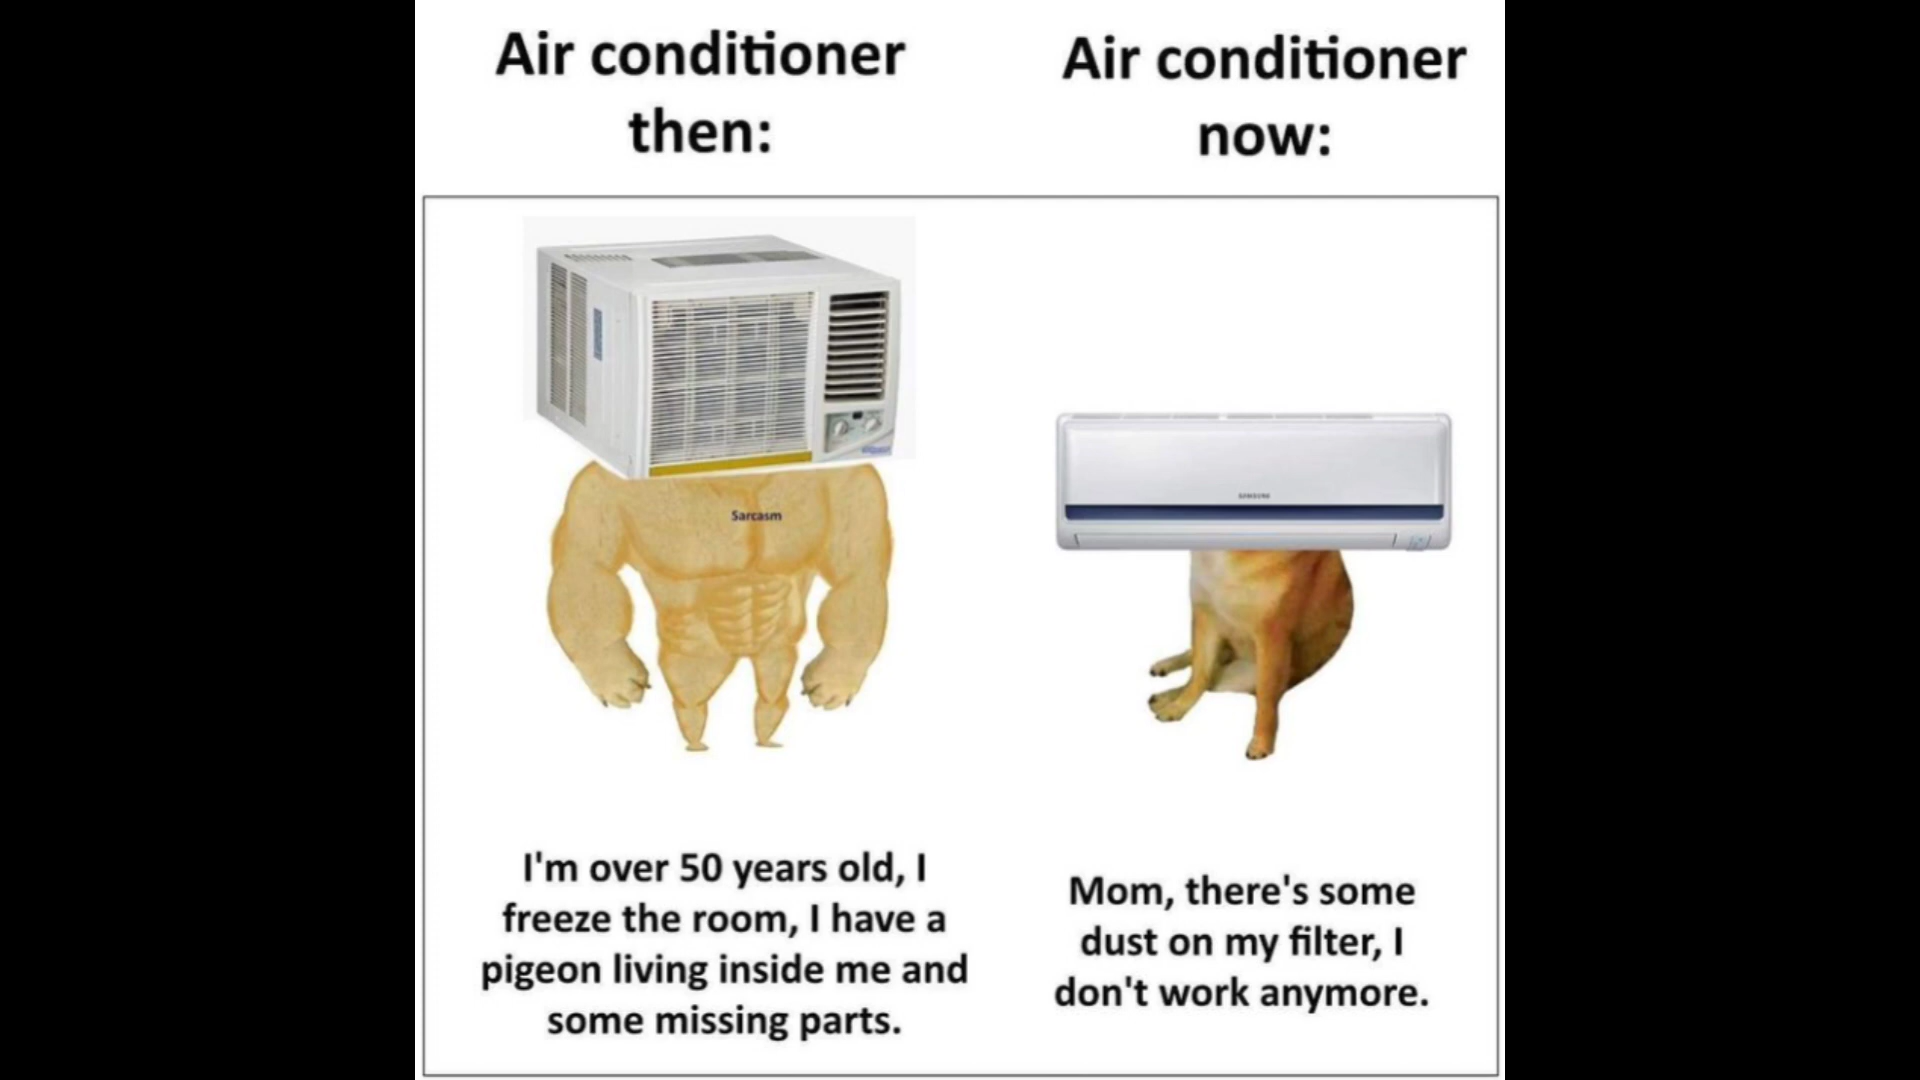 Air conditioner
then:
Air conditioner
now:
Sarcasm
SAMSUNG
I'm over 50 years old, I
freeze the room, I have a
pigeon living inside me and
some missing parts.
Mom, there's some
dust on my filter, I
don't work anymore.